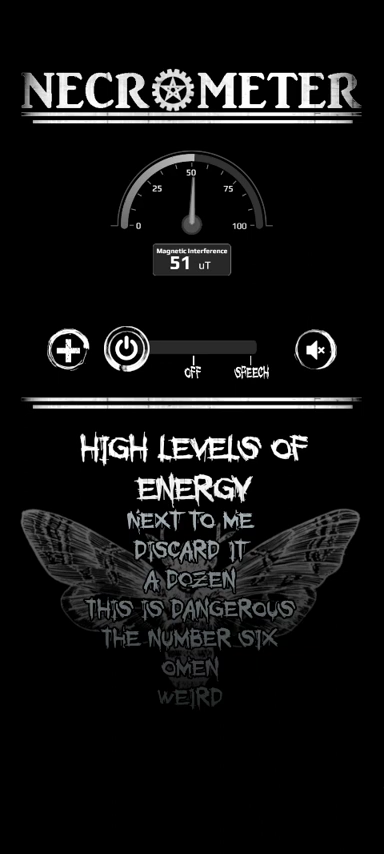 NECROMETER
50
25 75
0 100
Magnetic Interference
51 uT
OFF SPEECH
HIGH LEVELS OF
ENERGY
NEXT TO ME
DISCARD IT
A DOZEN
THIS IS DANGEROUS
THE NUMBER SIX
OMEN
WEIRD